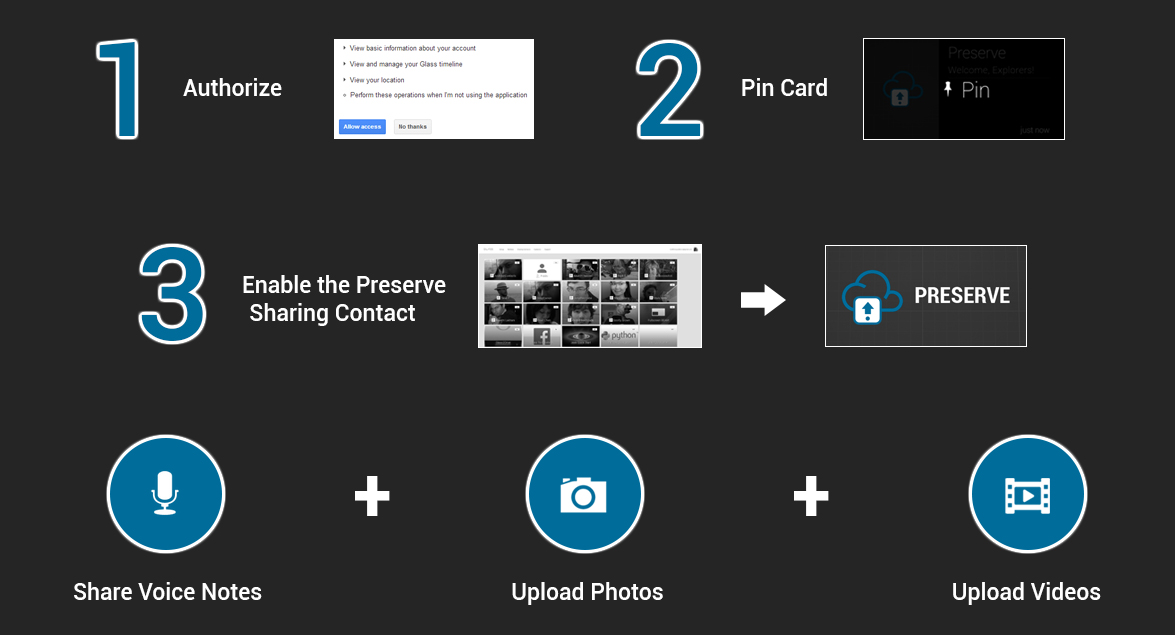 1
Authorize
View basic information about your account
View and manage your Glass timeline
View your location
Perform these operations when I'm not using the application
Allow access
No thanks
2
Pin Card
Preserve
Welcome, Explorers!
Pin
just now
3
Enable the Preserve
Sharing Contact
python
PRESERVE
Share Voice Notes
Upload Photos
Upload Videos